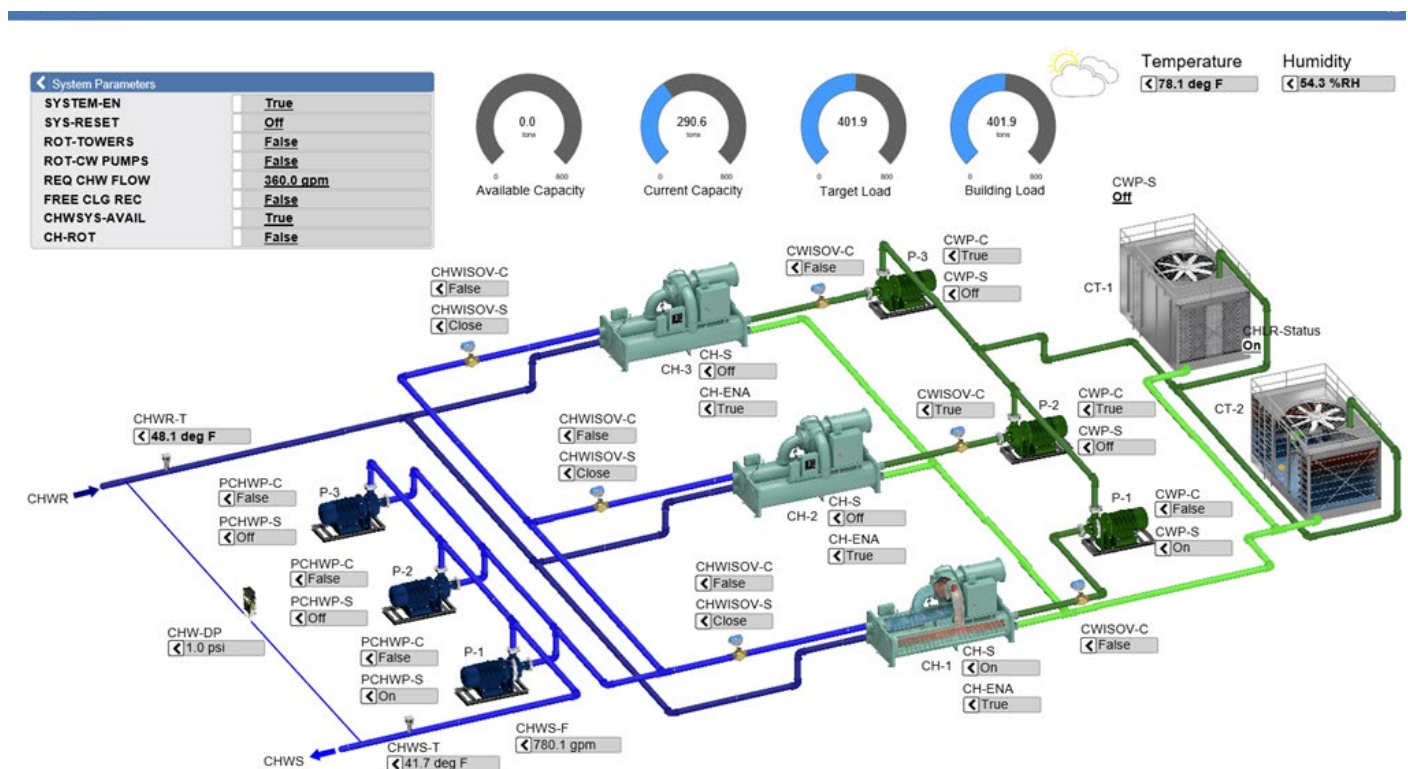 System Parameters
SYSTEM-EN True
SYS-RESET Off
ROT-TOWERS False
ROT-CW PUMPS False
REQ CHW FLOW 360.0 gpm
FREE CLG REC False
CHWSYS-AVAIL True
CH-ROT False
0.0
tons
0 800
Available Capacity
290.6
tons
0 800
Current Capacity
401.9
0 800
Target Load
401.9
tons
0 800
Building Load
Temperature
78.1 deg F
Humidity
54.3 %RH
CWP-S
Off
CT-1
CHLR-Status
On
CT-2
CHWISOV-C
False
CHWISOV-S
Close
CH-3
CH-S
Off
CH-ENA
True
CWISOV-C
False
P-3
CWP-C
True
CWP-S
Off
CHWISOV-C
False
CHWISOV-S
Close
CH-2
CH-S
Off
CH-ENA
True
CWISOV-C
True
P-2
CWP-C
True
CWP-S
Off
CHWISOV-C
False
CHWISOV-S
Close
CH-1
CH-S
On
CH-ENA
True
CWISOV-C
False
P-1
CWP-C
False
CWP-S
On
CHWR-T
48.1 deg F
CHWR
PCHWP-C
False
PCHWP-S
Off
P-3
PCHWP-C
False
PCHWP-S
Off
P-2
PCHWP-C
False
PCHWP-S
On
P-1
CHW-DP
1.0 psi
CHWS-F
780.1 gpm
CHWS-T
41.7 deg F
CHWS